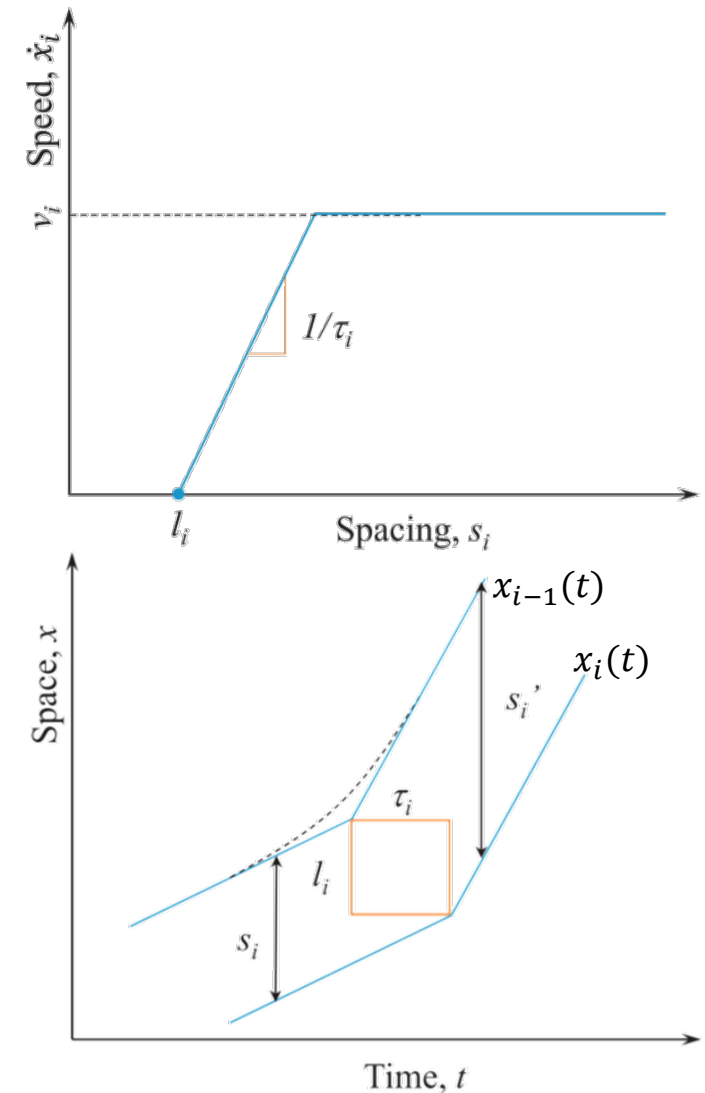 Speed, ẋᵢ
vᵢ
1/τᵢ
lᵢ
Spacing, sᵢ
xᵢ₋₁(t)
xᵢ(t)
Space, x
sᵢ’
τᵢ
lᵢ
sᵢ
Time, t